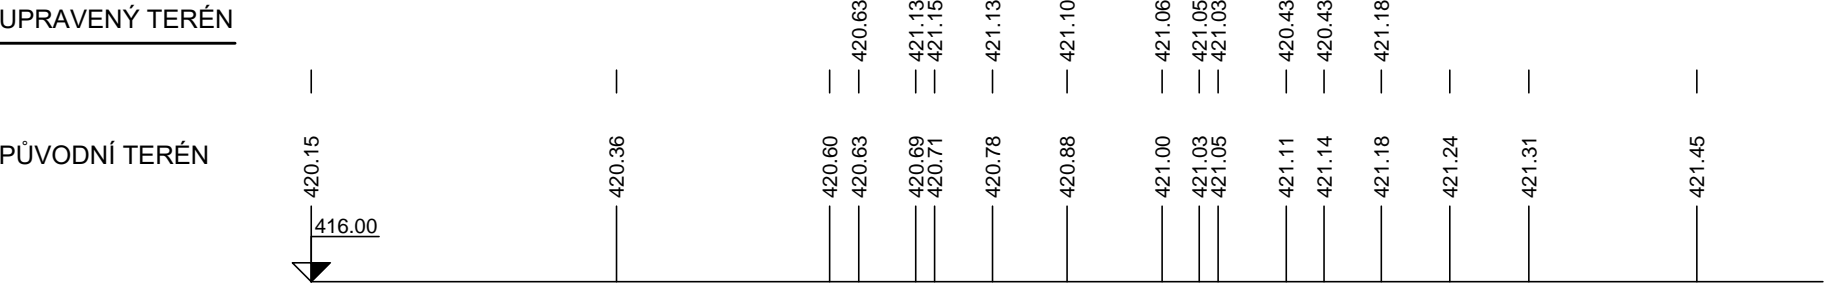 UPRAVENÝ TERÉN
420.63 421.13 421.15 421.13 421.10 421.06 421.05 421.03 420.43 420.43 421.18
PŮVODNÍ TERÉN
420.15 420.36 420.60 420.63 420.69 420.71 420.78 420.88 421.00 421.03 421.05 421.11 421.14 421.18 421.24 421.31 421.45
416.00